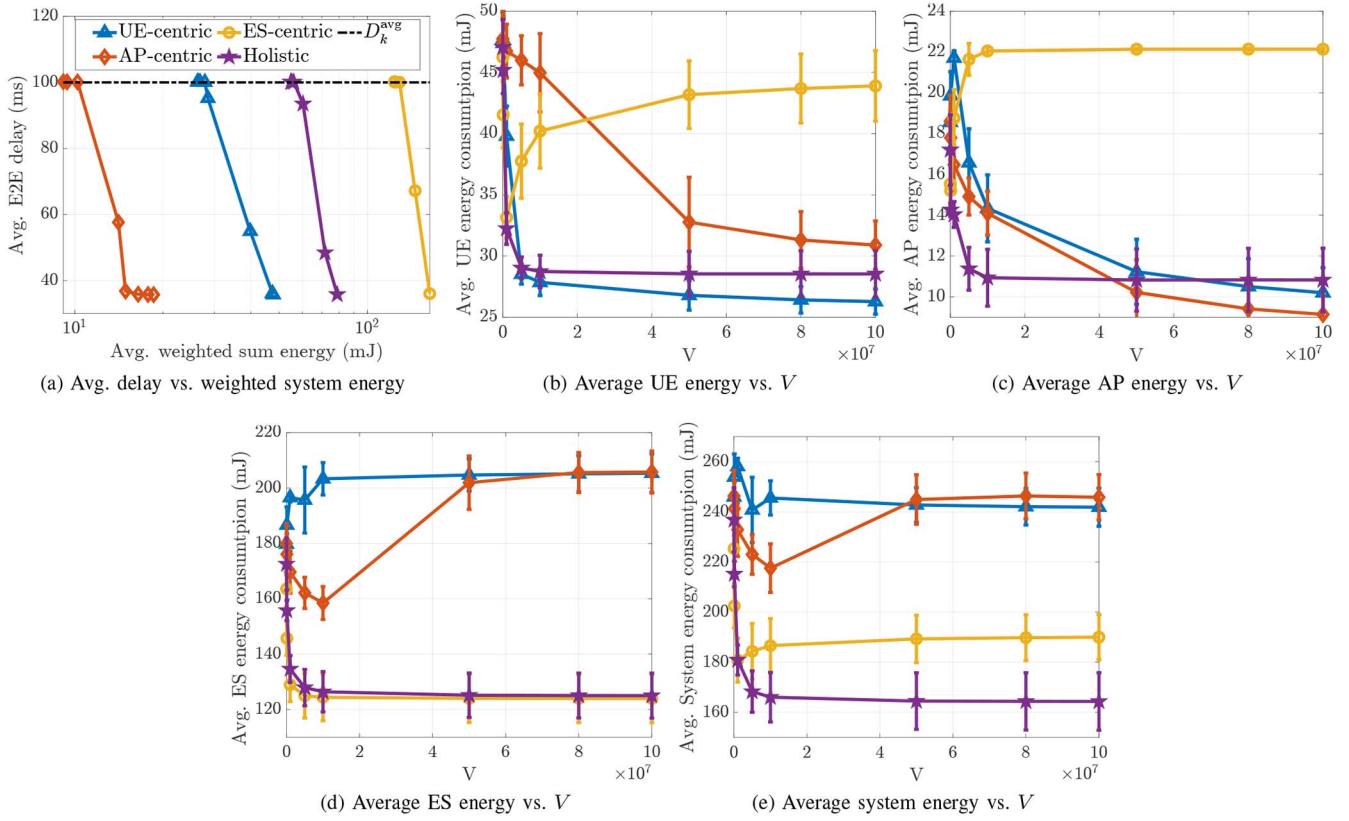 120
100
80
60
40
Avg. E2E delay (ms)
UE-centric
ES-centric
D_k^avg
AP-centric
Holistic
10^1
10^2
Avg. weighted sum energy (mJ)
(a) Avg. delay vs. weighted system energy
50
45
40
35
30
25
Avg. UE energy consumtpion (mJ)
0 2 4 6 8 10
V
×10^7
(b) Average UE energy vs. V
24
22
20
18
16
14
12
10
Avg. AP energy consumtpion (mJ)
0 2 4 6 8 10
V
×10^7
(c) Average AP energy vs. V
220
200
180
160
140
120
Avg. ES energy consumtpion (mJ)
0 2 4 6 8 10
V
×10^7
(d) Average ES energy vs. V
260
240
220
200
180
160
Avg. System energy consumtpion (mJ)
0 2 4 6 8 10
V
×10^7
(e) Average system energy vs. V